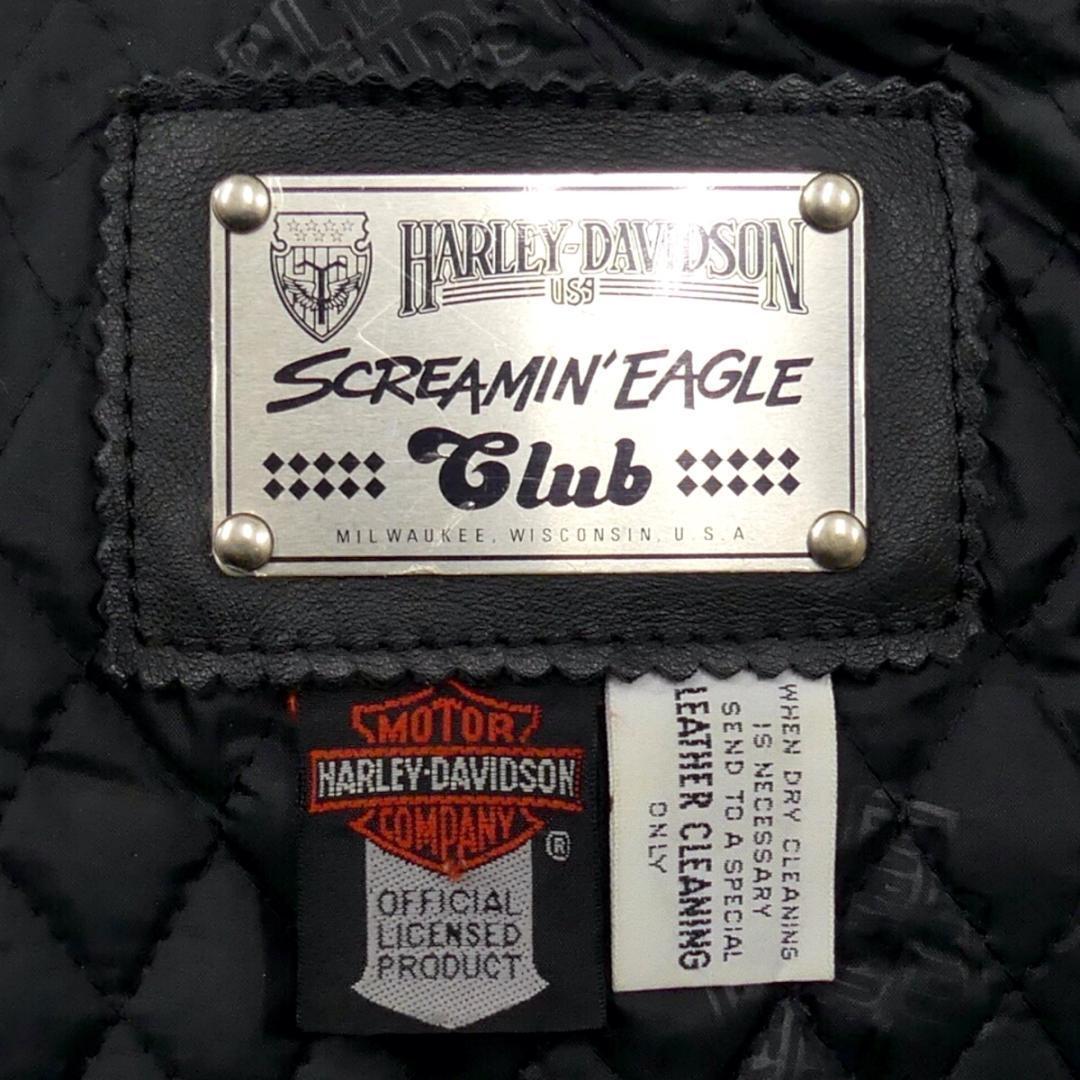 HARLEY-DAVIDSON
USA
SCREAMIN' EAGLE
Club
MILWAUKEE, WISCONSIN, U.S.A.
MOTOR
HARLEY-DAVIDSON
COMPANY
®
OFFICIAL
LICENSED
PRODUCT
WHEN DRY CLEANING
IS NECESSARY
SEND TO A SPECIAL
LEATHER CLEANING
ONLY